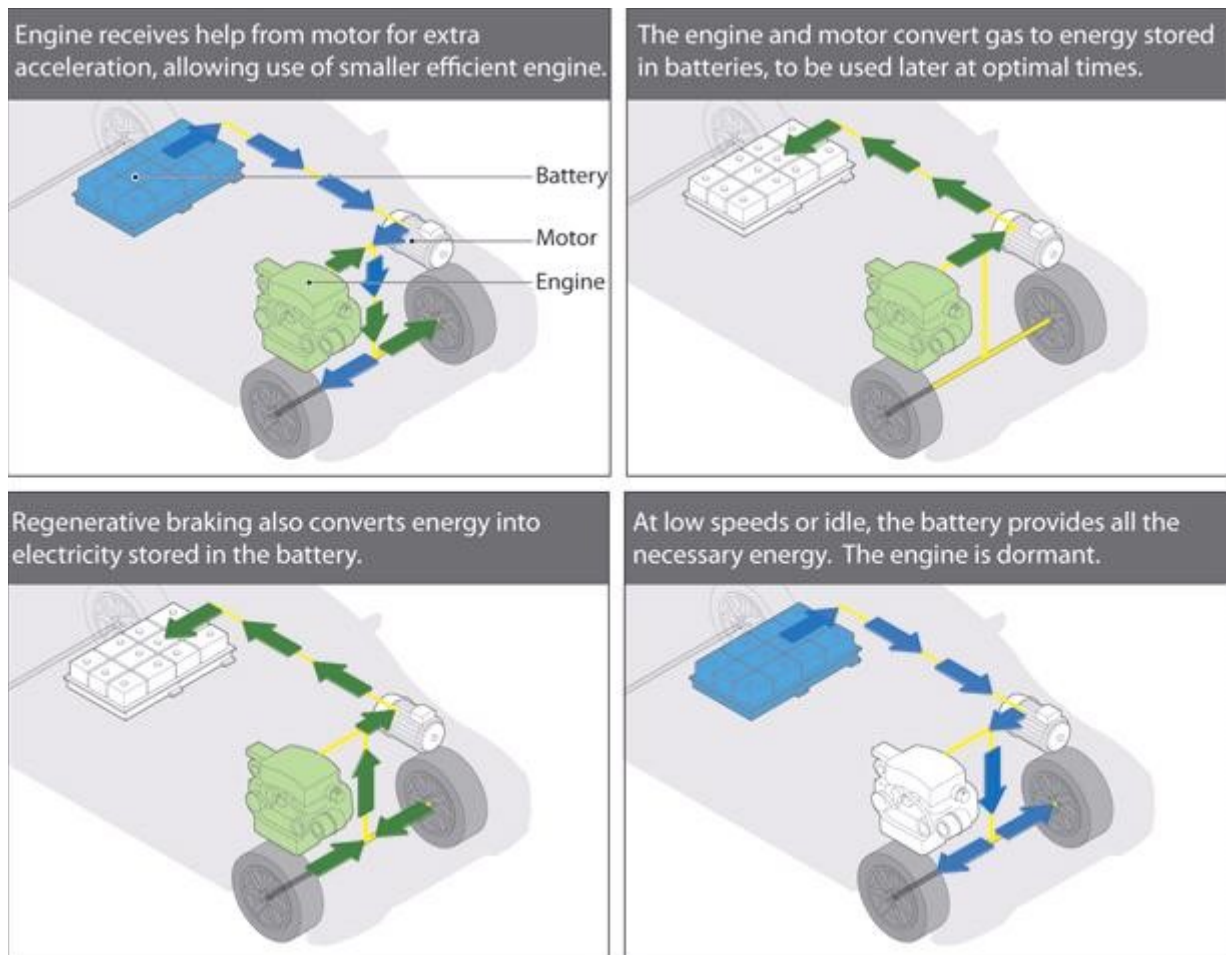 Engine receives help from motor for extra
acceleration, allowing use of smaller efficient engine.
The engine and motor convert gas to energy stored
in batteries, to be used later at optimal times.
Battery
Motor
Engine
Regenerative braking also converts energy into
electricity stored in the battery.
At low speeds or idle, the battery provides all the
necessary energy.  The engine is dormant.